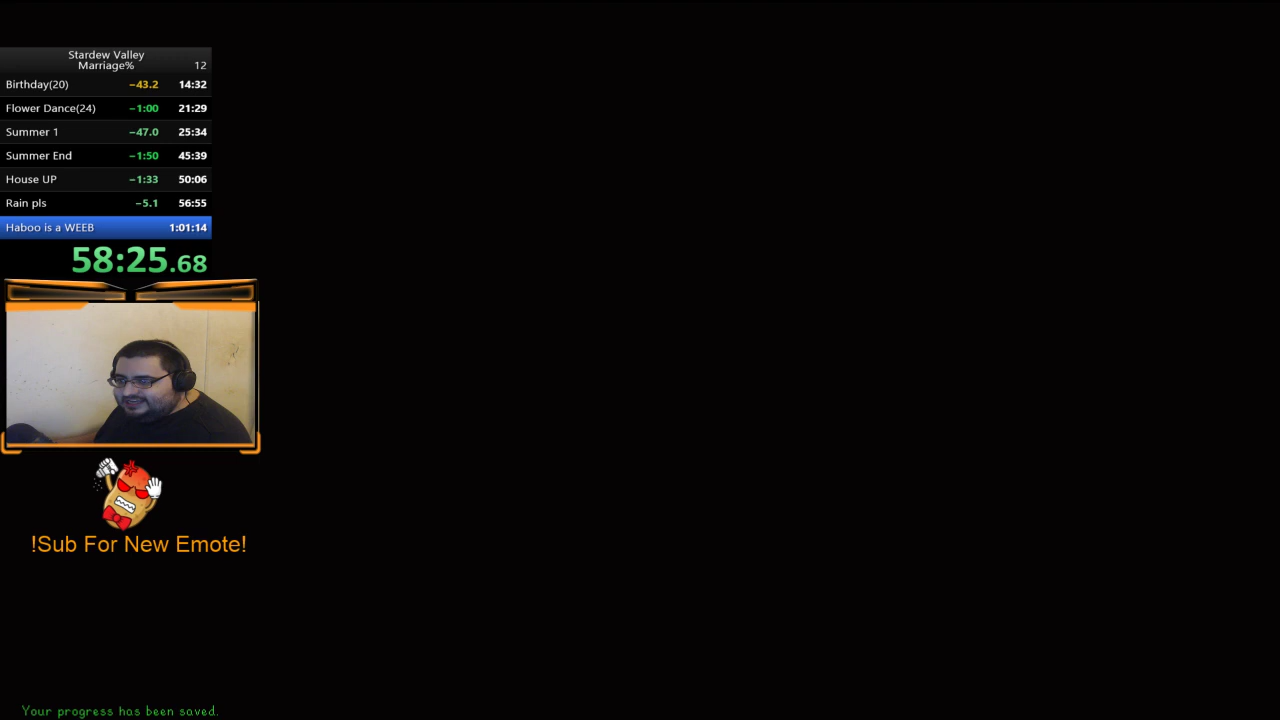 Stardew Valley
Marriage% 12
Birthday(20) −43.2 14:32
Flower Dance(24) −1:00 21:29
Summer 1 −47.0 25:34
Summer End −1:50 45:39
House UP −1:33 50:06
Rain pls −5.1 56:55
Haboo is a WEEB 1:01:14
58:25.68
!Sub For New Emote!
Your progress has been saved.